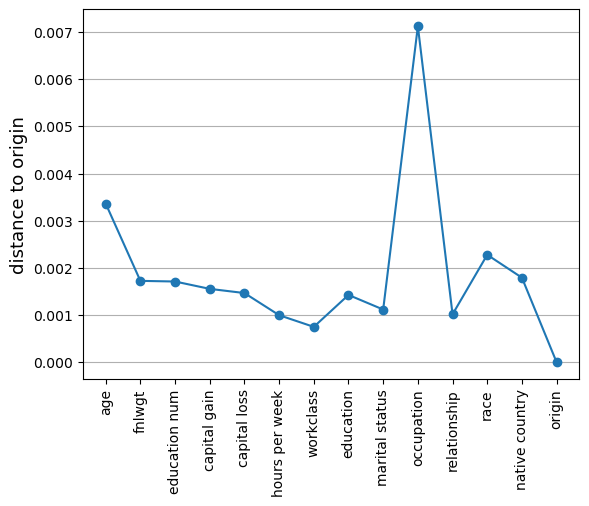 distance to origin
0.007
0.006
0.005
0.004
0.003
0.002
0.001
0.000
age
fnlwgt
education num
capital gain
capital loss
hours per week
workclass
education
marital status
occupation
relationship
race
native country
origin